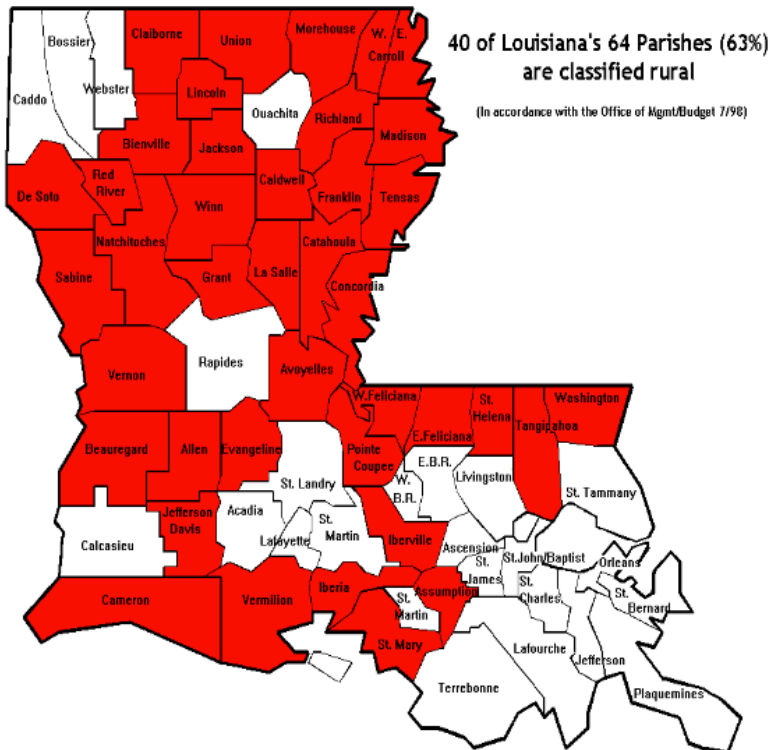 40 of Louisiana's 64 Parishes (63%)
are classified rural
(In accordance with the Office of Mgmt/Budget 7/98)
Caddo
Bossier
Webster
Claiborne
Union
Morehouse
W.
E.
Carroll
Lincoln
Ouachita
Richland
Madison
Bienville
Jackson
Caldwell
Franklin
Tensas
De Soto
Red
River
Winn
Natchitoches
Catahoula
Sabine
Grant
La Salle
Concordia
Vernon
Rapides
Avoyelles
W.Feliciana
E.Feliciana
St.
Helena
Tangipahoa
Washington
Beauregard
Allen
Evangeline
Pointe
Coupee
St. Landry
W.
B.R.
E.B.R.
Livingston
St. Tammany
Calcasieu
Jefferson
Davis
Acadia
Lafayette
St.
Martin
Iberville
Ascension
St.
James
St.John/Baptist
Orleans
Cameron
Vermilion
Iberia
St.
Martin
Assumption
St.
Charles
St.
Bernard
St. Mary
Lafourche
Jefferson
Terrebonne
Plaquemines